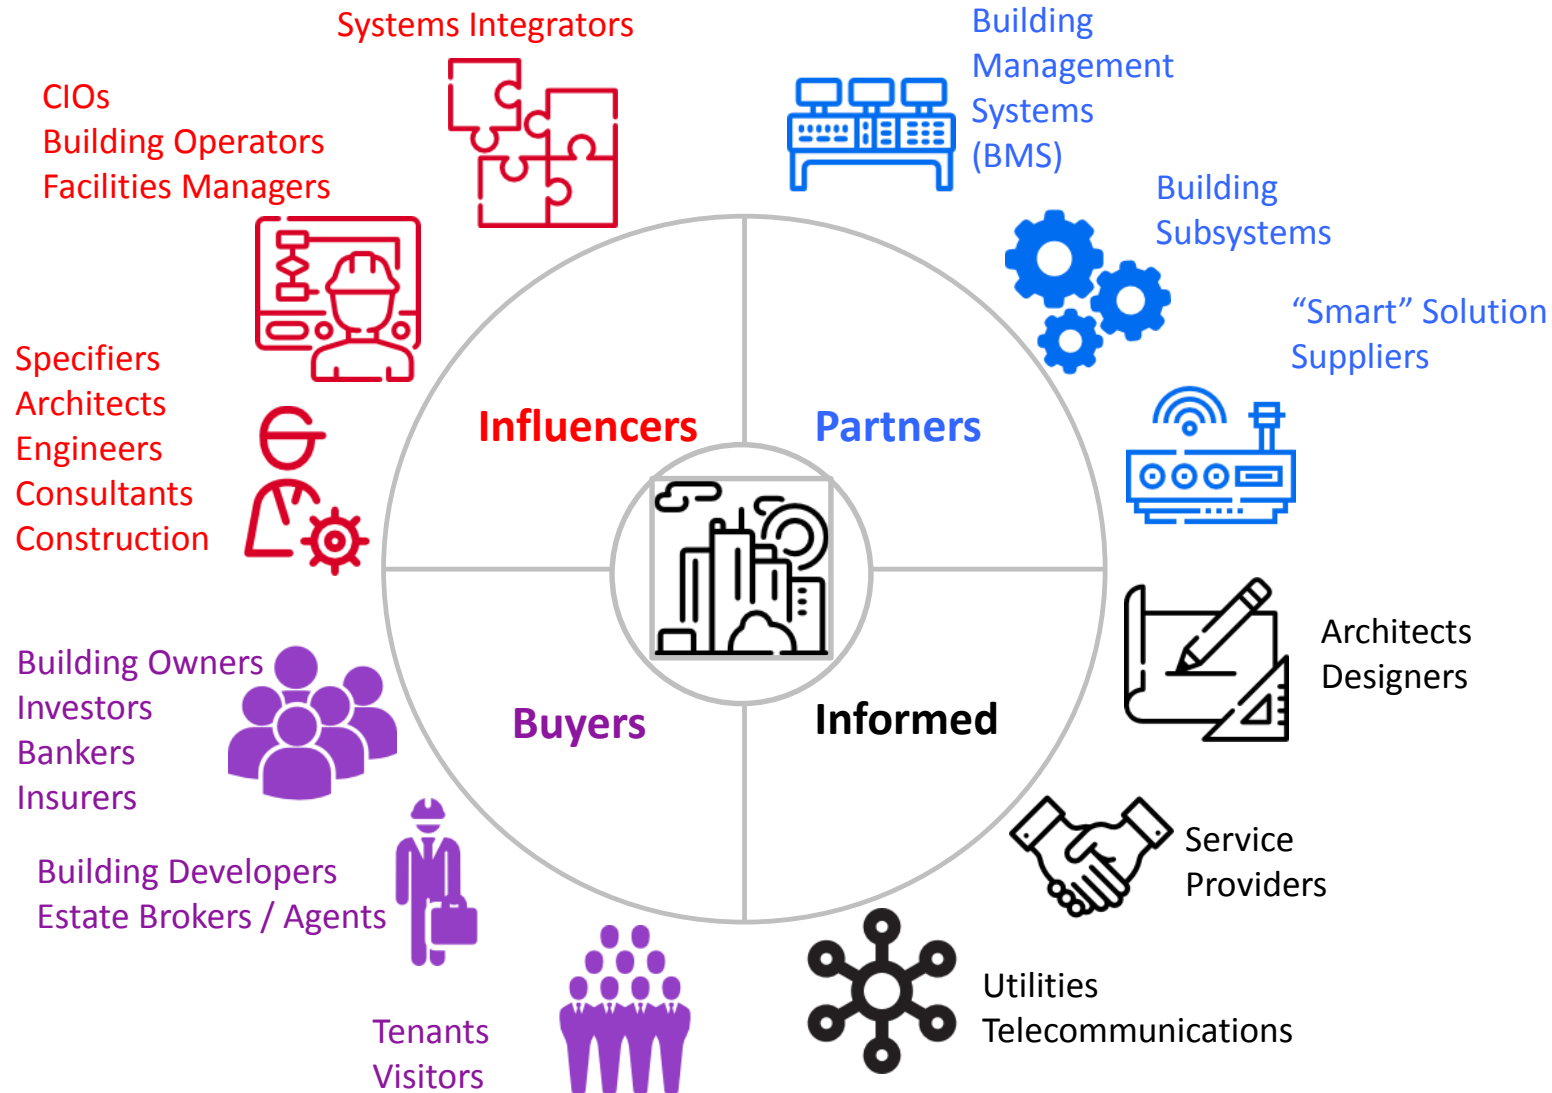 Systems Integrators
CIOs
Building Operators
Facilities Managers
Specifiers
Architects
Engineers
Consultants
Construction
Influencers
Building
Management
Systems
(BMS)
Building
Subsystems
“Smart” Solution
Suppliers
Partners
Building Owners
Investors
Bankers
Insurers
Building Developers
Estate Brokers / Agents
Tenants
Visitors
Buyers
Informed
Architects
Designers
Service
Providers
Utilities
Telecommunications